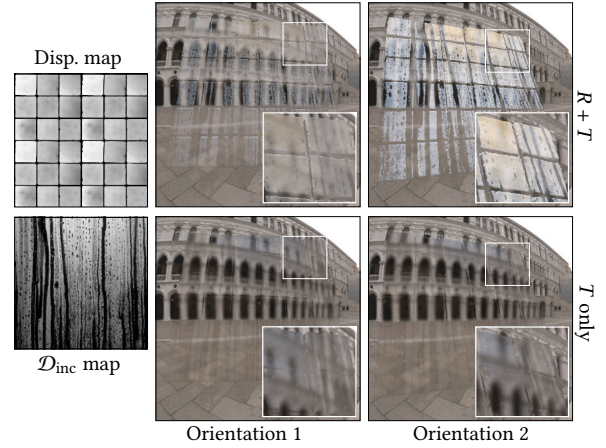 Disp. map
R + T
𝒟inc map
T only
Orientation 1
Orientation 2